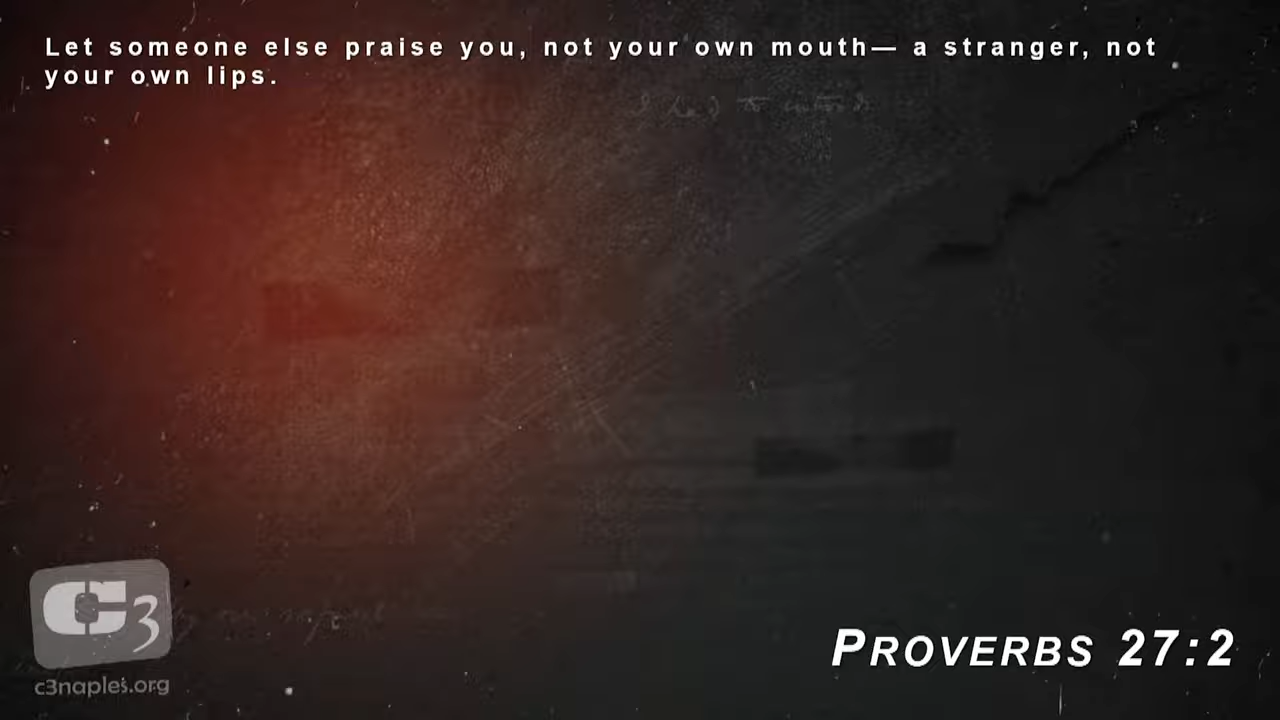 Let someone else praise you, not your own mouth— a stranger, not
your own lips.
C3
c3naples.org
PROVERBS 27:2